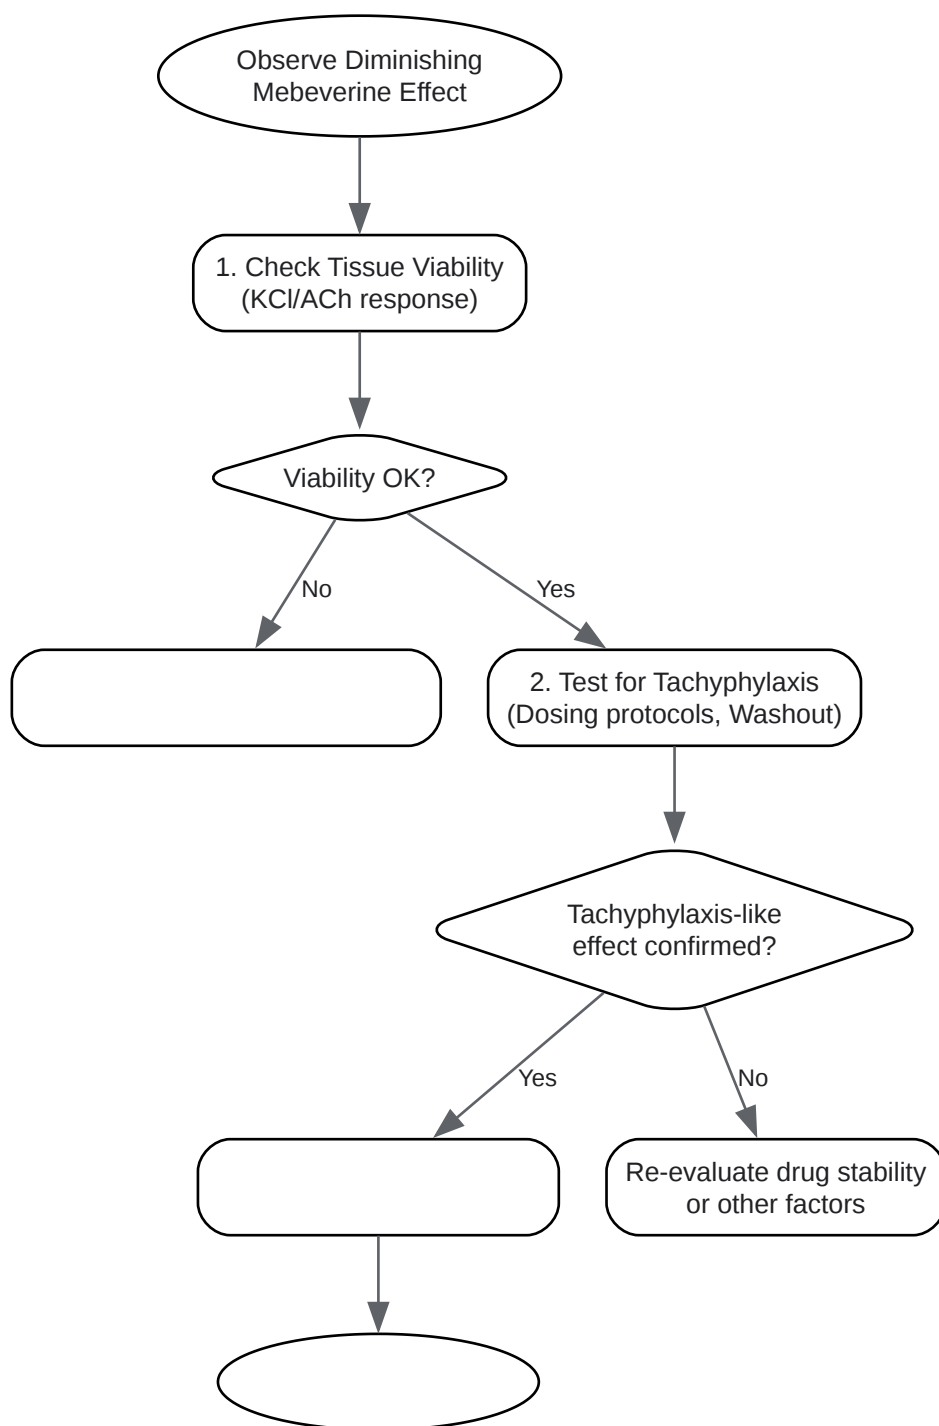 Observe Diminishing
Mebeverine Effect
1. Check Tissue Viability
(KCl/ACh response)
Viability OK?
No
Yes
2. Test for Tachyphylaxis
(Dosing protocols, Washout)
Tachyphylaxis-like
effect confirmed?
Yes
No
Re-evaluate drug stability
or other factors